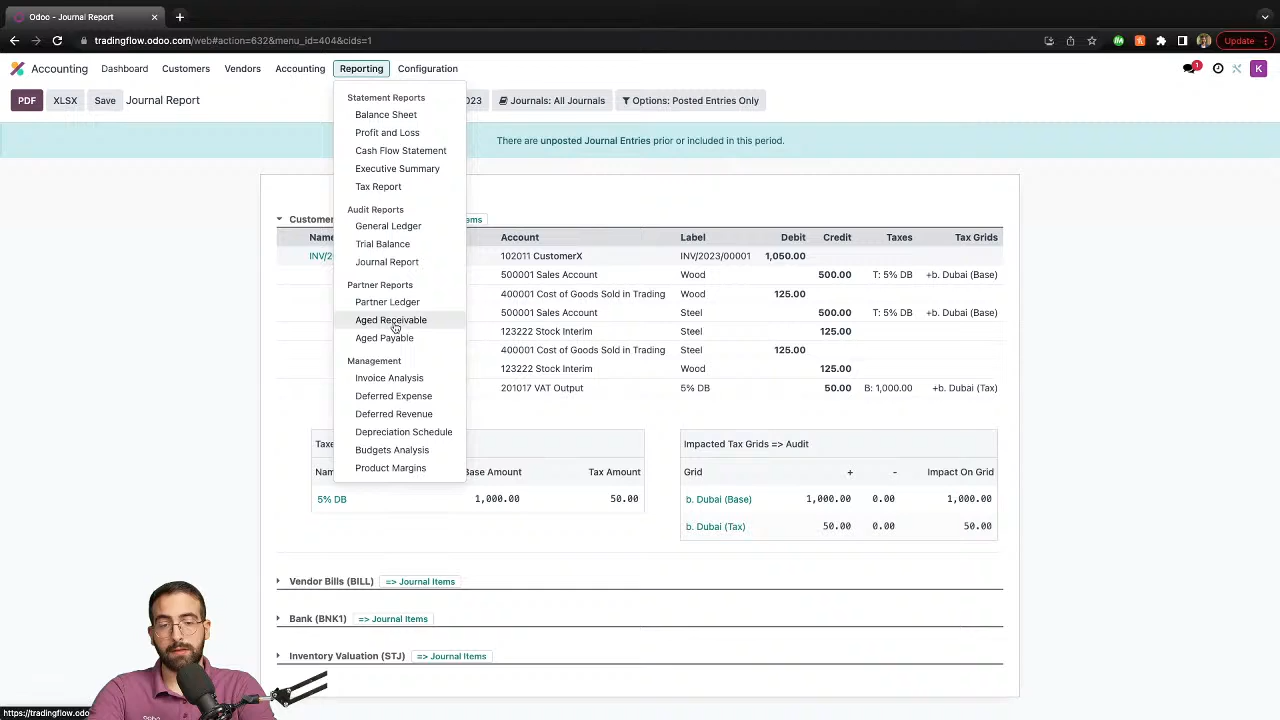 Odoo - Journal Report
tradingflow.odoo.com/web#action=632&menu_id=404&cids=1
Update
Accounting Dashboard Customers Vendors Accounting Reporting Configuration
1
K
PDF XLSX Save Journal Report
2023 Journals: All Journals Options: Posted Entries Only
There are unposted Journal Entries prior or included in this period.
Statement Reports
Balance Sheet
Profit and Loss
Cash Flow Statement
Executive Summary
Tax Report
Audit Reports
General Ledger
Trial Balance
Journal Report
Partner Reports
Partner Ledger
Aged Receivable
Aged Payable
Management
Invoice Analysis
Deferred Expense
Deferred Revenue
Depreciation Schedule
Budgets Analysis
Product Margins
Account Label Debit Credit Taxes Tax Grids
102011 CustomerX INV/2023/00001 1,050.00
500001 Sales Account Wood 500.00 T: 5% DB +b. Dubai (Base)
400001 Cost of Goods Sold in Trading Wood 125.00
500001 Sales Account Steel 500.00 T: 5% DB +b. Dubai (Base)
123222 Stock Interim Steel 125.00
400001 Cost of Goods Sold in Trading Steel 125.00
123222 Stock Interim Wood 125.00
201017 VAT Output 5% DB 50.00 B: 1,000.00 +b. Dubai (Tax)
Base Amount Tax Amount
5% DB 1,000.00 50.00
Impacted Tax Grids => Audit
Grid + - Impact On Grid
b. Dubai (Base) 1,000.00 0.00 1,000.00
b. Dubai (Tax) 50.00 0.00 50.00
Vendor Bills (BILL) => Journal Items
Bank (BNK1) => Journal Items
Inventory Valuation (STJ) => Journal Items
https://tradingflow.odoo